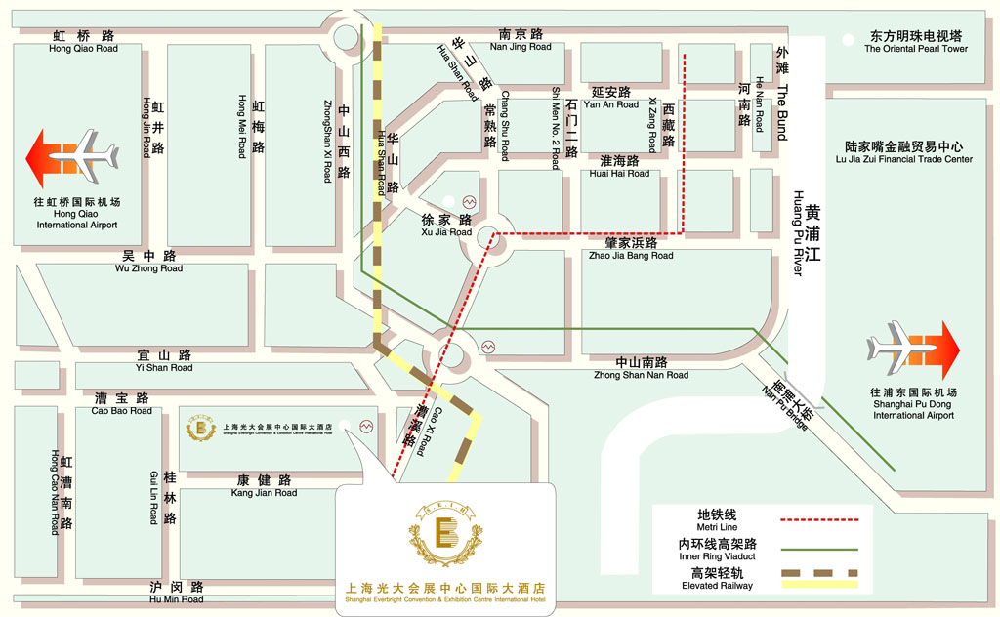 虹桥路
Hong Qiao Road
南京路
Nan Jing Road
华山路
Hua Shan Road
外滩 The Bund
东方明珠电视塔
The Oriental Pearl Tower
虹井路
Hong Jin Road
虹梅路
Hong Mei Road
中山西路
ZhongShan Xi Road
华山路
Hua Shan Road
常熟路
Chang Shu Road
石门二路
Shi Men No. 2 Road
延安路
Yan An Road
西藏路
Xi Zang Road
河南路
He Nan Road
淮海路
Huai Hai Road
陆家嘴金融贸易中心
Lu Jia Zui Financial Trade Center
往虹桥国际机场
Hong Qiao
International Airport
徐家路
Xu Jia Road
肇家浜路
Zhao Jia Bang Road
黄浦江
Huang Pu River
吴中路
Wu Zhong Road
宜山路
Yi Shan Road
中山南路
Zhong Shan Nan Road
南浦大桥
Nan Pu Bridge
往浦东国际机场
Shanghai Pu Dong
International Airport
漕宝路
Cao Bao Road
漕溪路
Cao Xi Road
上海光大会展中心国际大酒店
Shanghai Everbright Convention & Exhibition Centre International Hotel
虹漕南路
Hong Cao Nan Road
桂林路
Gui Lin Road
康健路
Kang Jian Road
沪闵路
Hu Min Road
S.E.I.H
E
上海光大会展中心国际大酒店
Shanghai Everbright Convention & Exhibition Centre International Hotel
地铁线
Metri Line
内环线高架路
Inner Ring Viaduct
高架轻轨
Elevated Railway